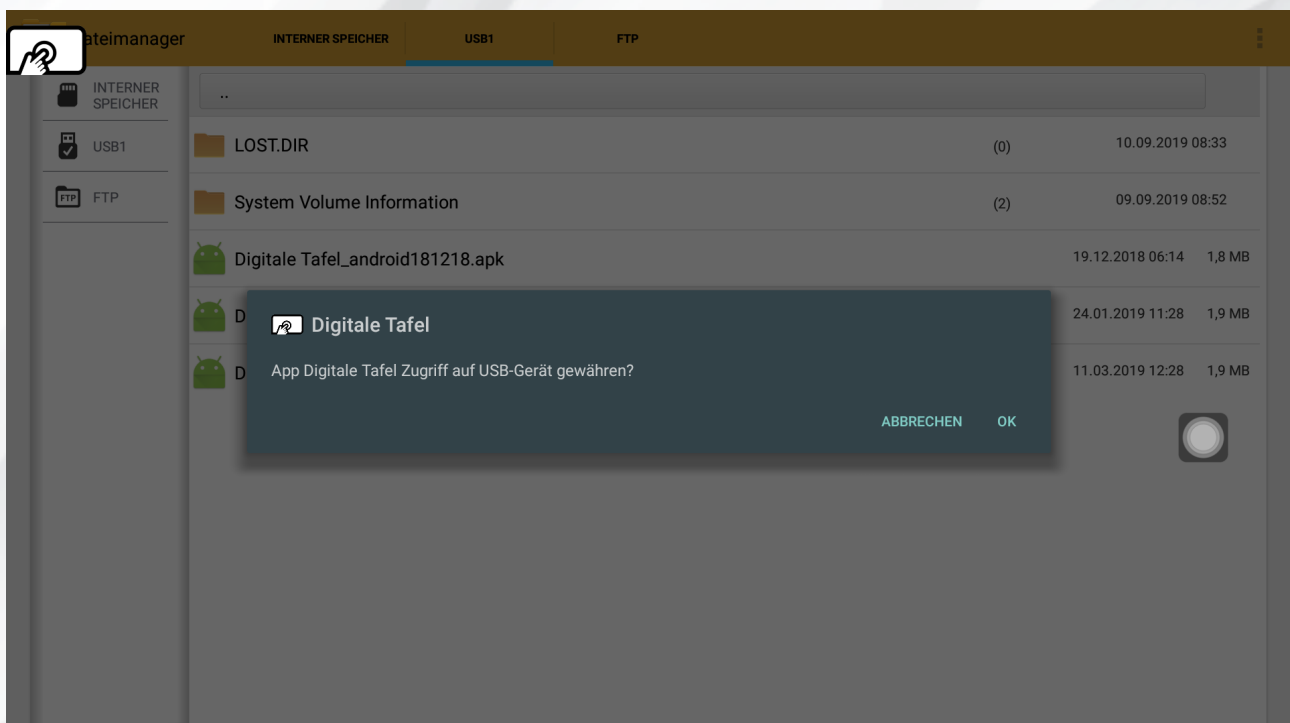 ateimanager
INTERNER SPEICHER
USB1
FTP
INTERNER
SPEICHER
USB1
FTP
FTP
..
LOST.DIR (0) 10.09.2019 08:33
System Volume Information (2) 09.09.2019 08:52
Digitale Tafel_android181218.apk 19.12.2018 06:14 1,8 MB
D 24.01.2019 11:28 1,9 MB
D 11.03.2019 12:28 1,9 MB
Digitale Tafel
App Digitale Tafel Zugriff auf USB-Gerät gewähren?
ABBRECHEN OK